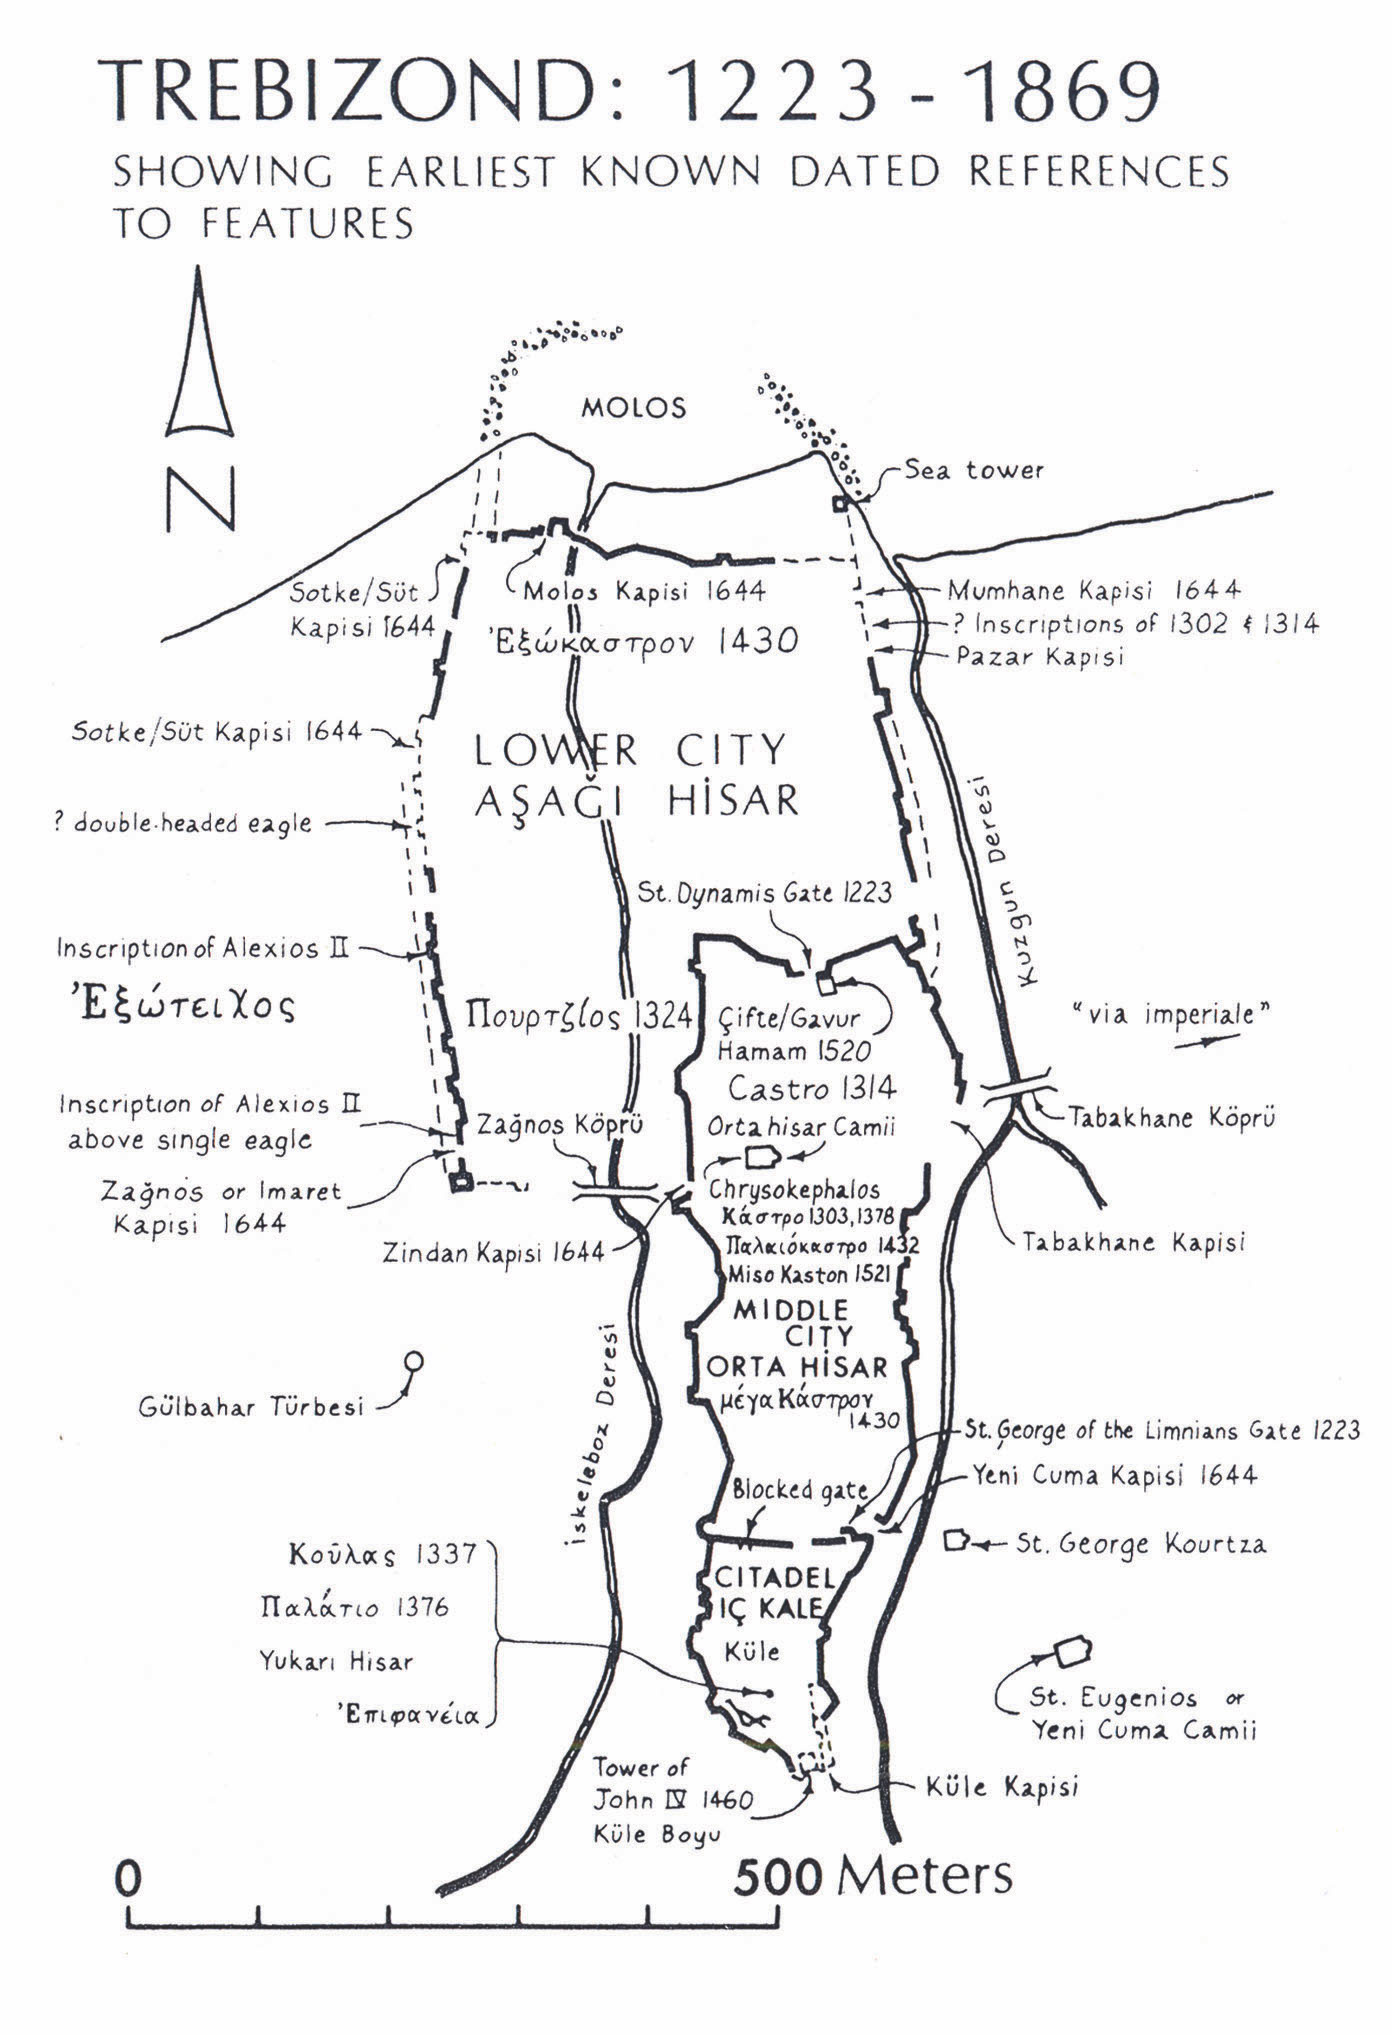 TREBIZOND: 1223 - 1869
SHOWING EARLIEST KNOWN DATED REFERENCES
TO FEATURES
N
MOLOS
Sea tower
Sotke/Süt
Kapisi 1644
Molos Kapisi 1644
Ἐξώκαστρον 1430
Mumhane Kapisi 1644
? Inscriptions of 1302 & 1314
Pazar Kapisi
Sotke/Süt Kapisi 1644
LOWER CITY
AŞAĞI HİSAR
? double-headed eagle
Kuzgun Deresi
St. Dynamis Gate 1223
Inscription of Alexios II
Ἐξώτειχος
Πουρτζίος 1324
Çifte/Gavur
Hamam 1520
"via imperiale"
Castro 1314
Inscription of Alexios II
above single eagle
Zağnos Köprü
Ortahisar Camii
Tabakhane Köprü
Zağnos or Imaret
Kapisi 1644
Chrysokephalos
Κάστρο 1303, 1378
Παλαιόκαστρο 1432
Miso Kaston 1521
Zindan Kapisi 1644
Tabakhane Kapisi
MIDDLE
CITY
ORTA HİSAR
μέγα Κάστρον
1430
İskeleboz Deresi
Gülbahar Türbesi
St. George of the Limnians Gate 1223
Yeni Cuma Kapisi 1644
Blocked gate
St. George Kourtza
Κοῦλας 1337
Παλάτιο 1376
Yukarı Hisar
Ἐπιφανέία
CITADEL
IÇ KALE
Küle
St. Eugenios or
Yeni Cuma Camii
Tower of
John IV 1460
Küle Boyu
Küle Kapisi
0 500 Meters